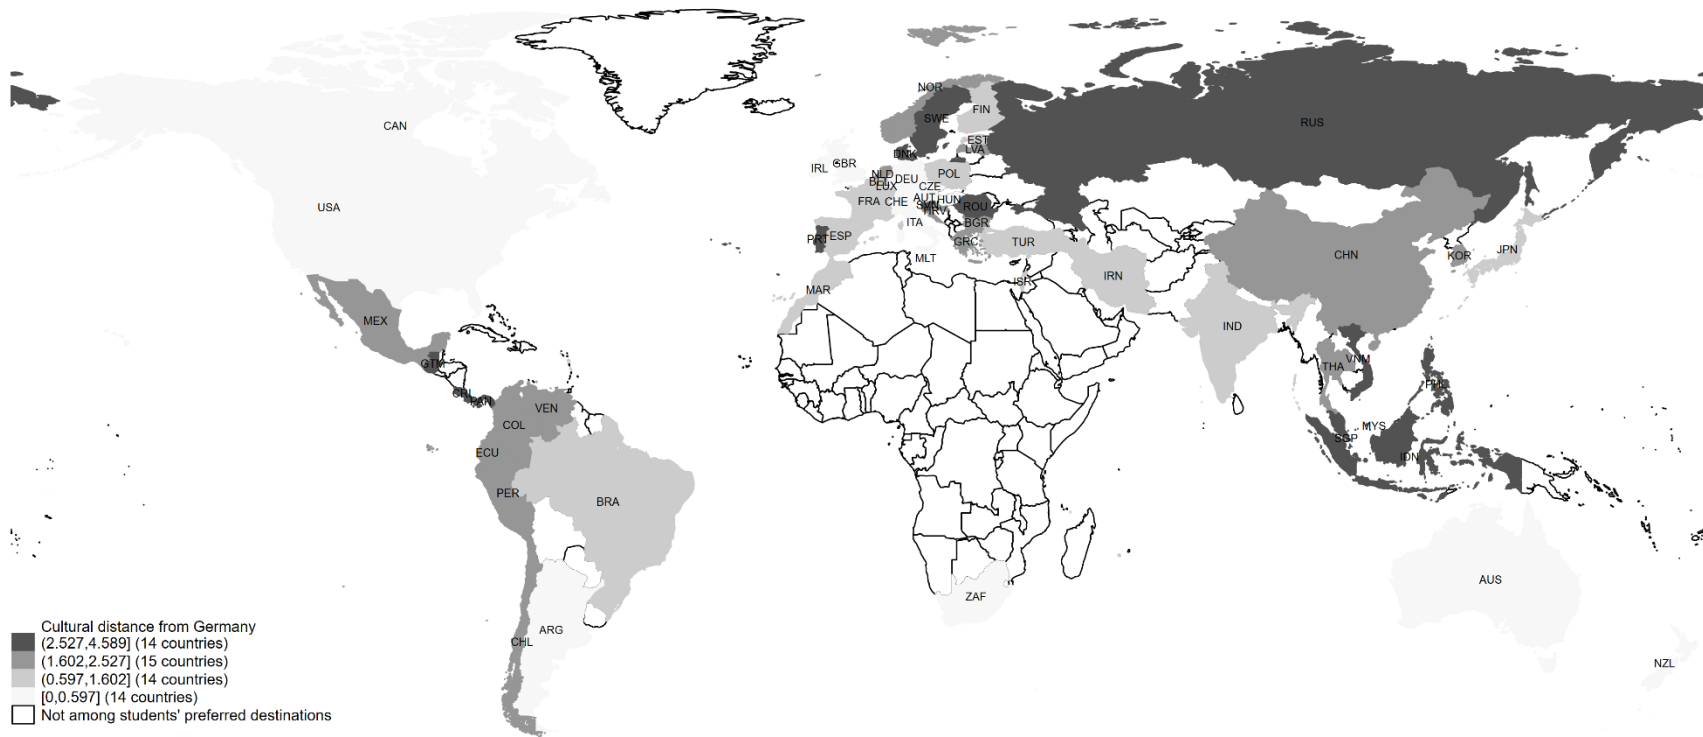 NOR
FIN
SWE
CAN
RUS
EST
LVA
DNK
IRL
GBR
NLD
DEU
POL
LUX
CZE
AUT
HUN
FRA
CHE
USA
ROU
ITA
BGR
PRT
ESP
GRC
TUR
JPN
KOR
CHN
MLT
IRN
ISR
MAR
MEX
IND
GTM
VNM
THA
PHL
PAN
VEN
COL
MYS
SGP
ECU
IDN
PER
BRA
AUS
ZAF
ARG
CHL
NZL
Cultural distance from Germany
(2.527,4.589] (14 countries)
(1.602,2.527] (15 countries)
(0.597,1.602] (14 countries)
[0,0.597] (14 countries)
Not among students' preferred destinations